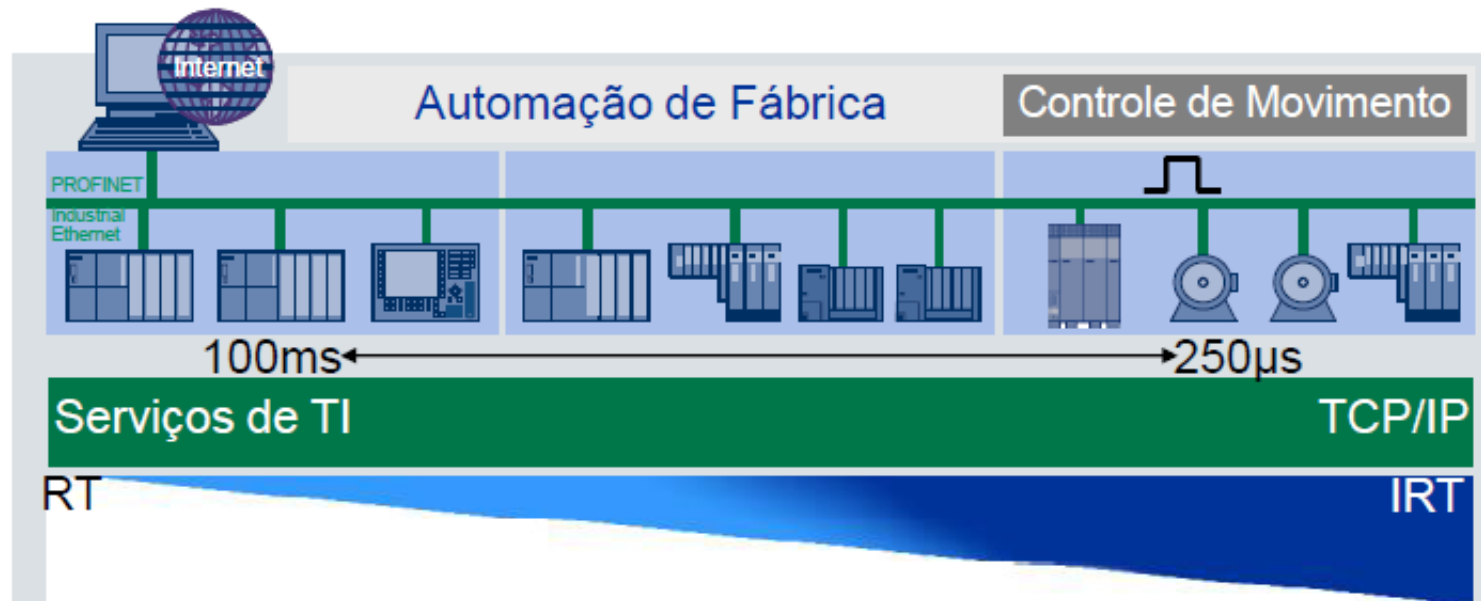 Internet
Automação de Fábrica
Controle de Movimento
PROFINET
Industrial
Ethernet
100ms
250µs
Serviços de TI
TCP/IP
RT
IRT